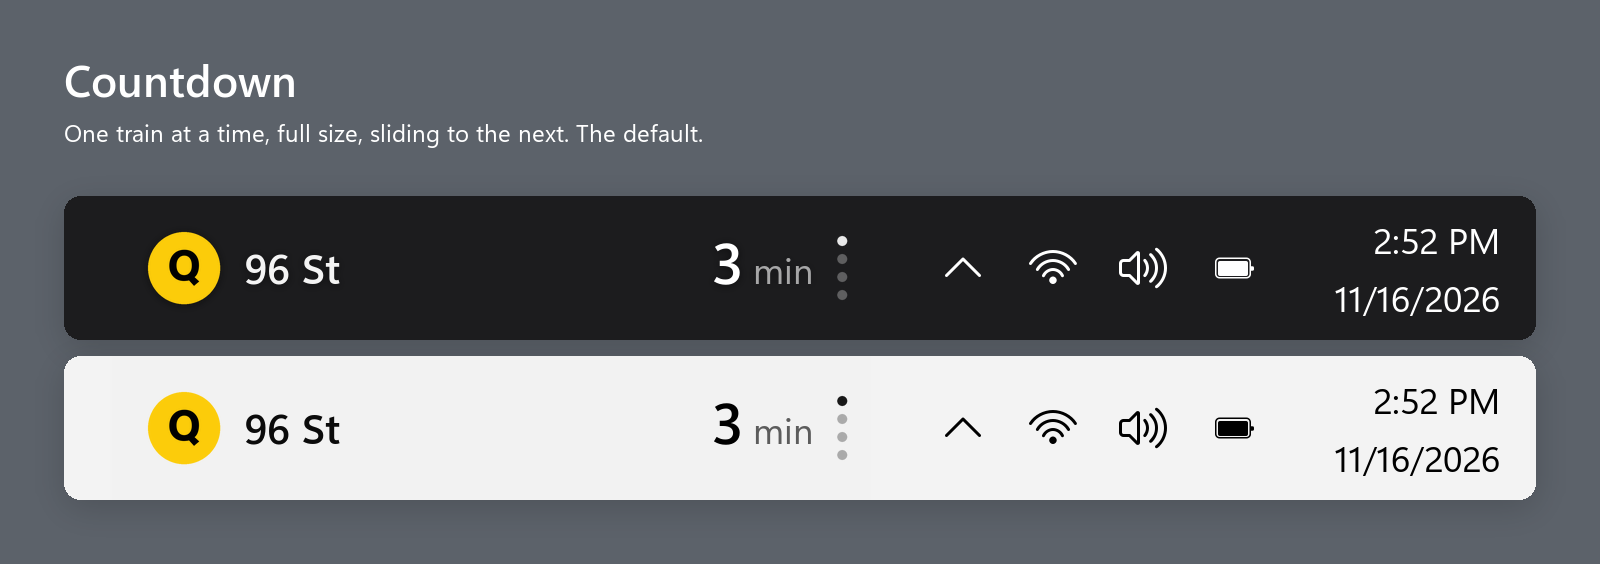 Countdown
One train at a time, full size, sliding to the next. The default.
Q 96 St 3 min 2:52 PM
11/16/2026
Q 96 St 3 min 2:52 PM
11/16/2026